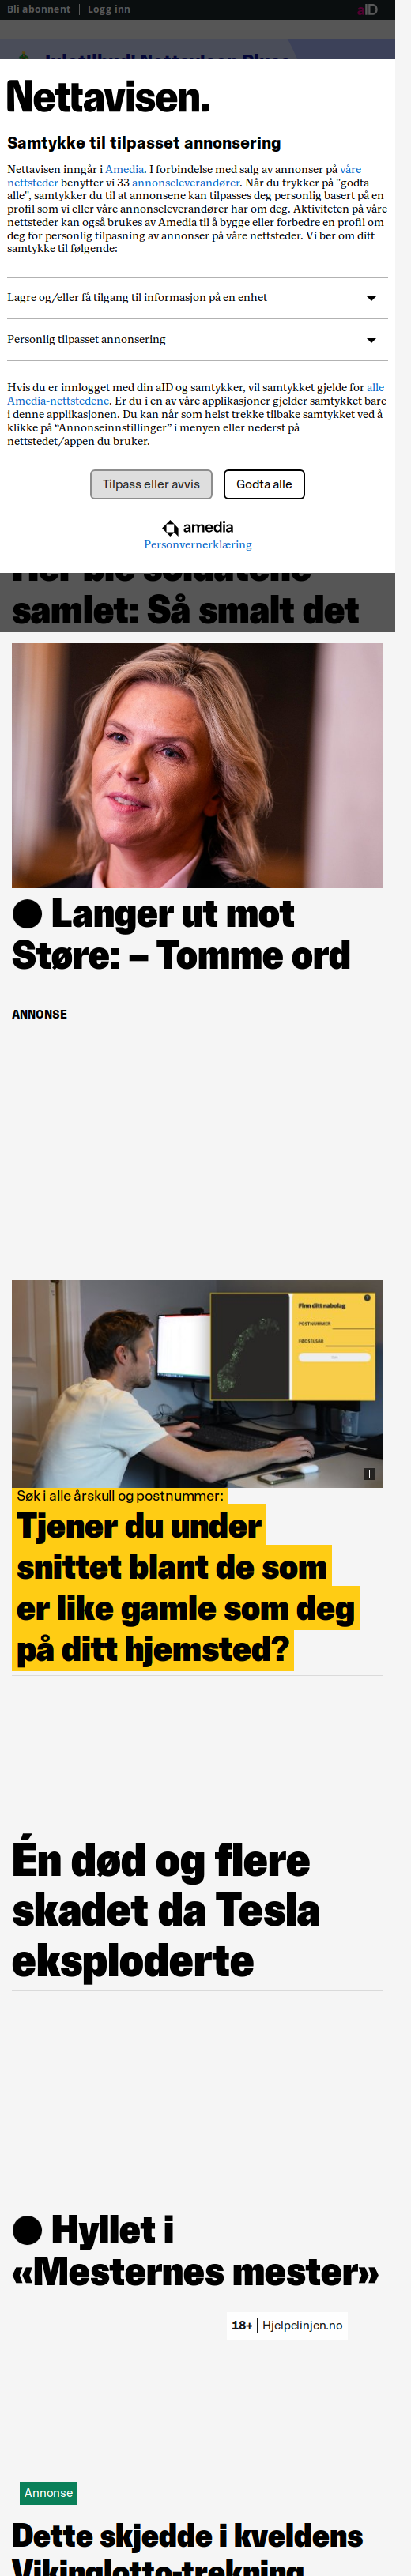 Bli abonnent | Logg inn
aID
Nettavisen.
Samtykke til tilpasset annonsering
Nettavisen inngår i Amedia. I forbindelse med salg av annonser på våre
nettsteder benytter vi 33 annonseleverandører. Når du trykker på "godta
alle", samtykker du til at annonsene kan tilpasses deg personlig basert på en
profil som vi eller våre annonseleverandører har om deg. Aktiviteten på våre
nettsteder kan også brukes av Amedia til å bygge eller forbedre en profil om
deg for personlig tilpasning av annonser på våre nettsteder. Vi ber om ditt
samtykke til følgende:
Lagre og/eller få tilgang til informasjon på en enhet
Personlig tilpasset annonsering
Hvis du er innlogget med din aID og samtykker, vil samtykket gjelde for alle
Amedia-nettstedene. Er du i en av våre applikasjoner gjelder samtykket bare
i denne applikasjonen. Du kan når som helst trekke tilbake samtykket ved å
klikke på “Annonseinnstillinger” i menyen eller nederst på
nettstedet/appen du bruker.
Tilpass eller avvis
Godta alle
amedia
Personvernerklæring
samlet: Så smalt det
Langer ut mot
Støre: – Tomme ord
ANNONSE
Finn ditt nabolag
POSTNUMMER
FØDSELSÅR
Søk i alle årskull og postnummer:
Tjener du under
snittet blant de som
er like gamle som deg
på ditt hjemsted?
Én død og flere
skadet da Tesla
eksploderte
Hyllet i
«Mesternes mester»
18+ | Hjelpelinjen.no
Annonse
Dette skjedde i kveldens
Vikinglotto-trekning